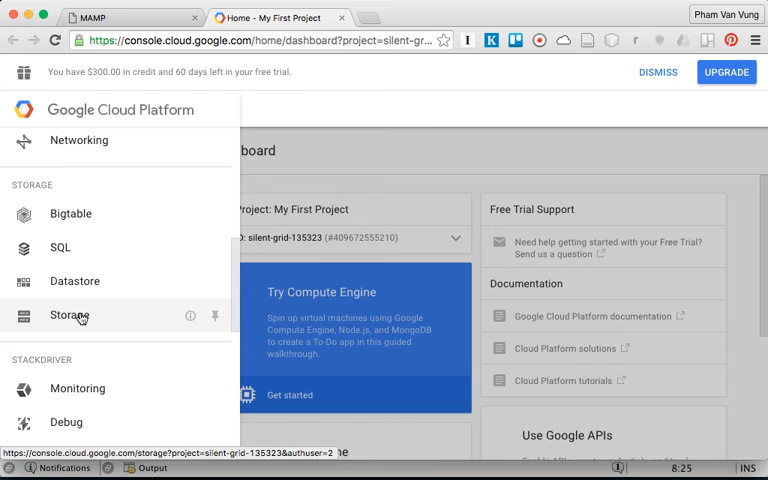 MAMP
Home - My First Project
Pham Van Vung
https://console.cloud.google.com/home/dashboard?project=silent-gr...
You have $300.00 in credit and 60 days left in your free trial.
DISMISS
UPGRADE
Google Cloud Platform
Networking
STORAGE
Bigtable
SQL
Datastore
Storage
STACKDRIVER
Monitoring
Debug
board
Project: My First Project
ID: silent-grid-135323 (#409672555210)
Try Compute Engine
Spin up virtual machines using Google
Compute Engine, Node.js, and MongoDB
to create a To-Do app in this guided
walkthrough.
Get started
Free Trial Support
Need help getting started with your Free Trial?
Send us a question
Documentation
Google Cloud Platform documentation
Cloud Platform solutions
Cloud Platform tutorials
Use Google APIs
https://console.cloud.google.com/storage?project=silent-grid-135323&authuser=2
Notifications
Output
8:25
INS